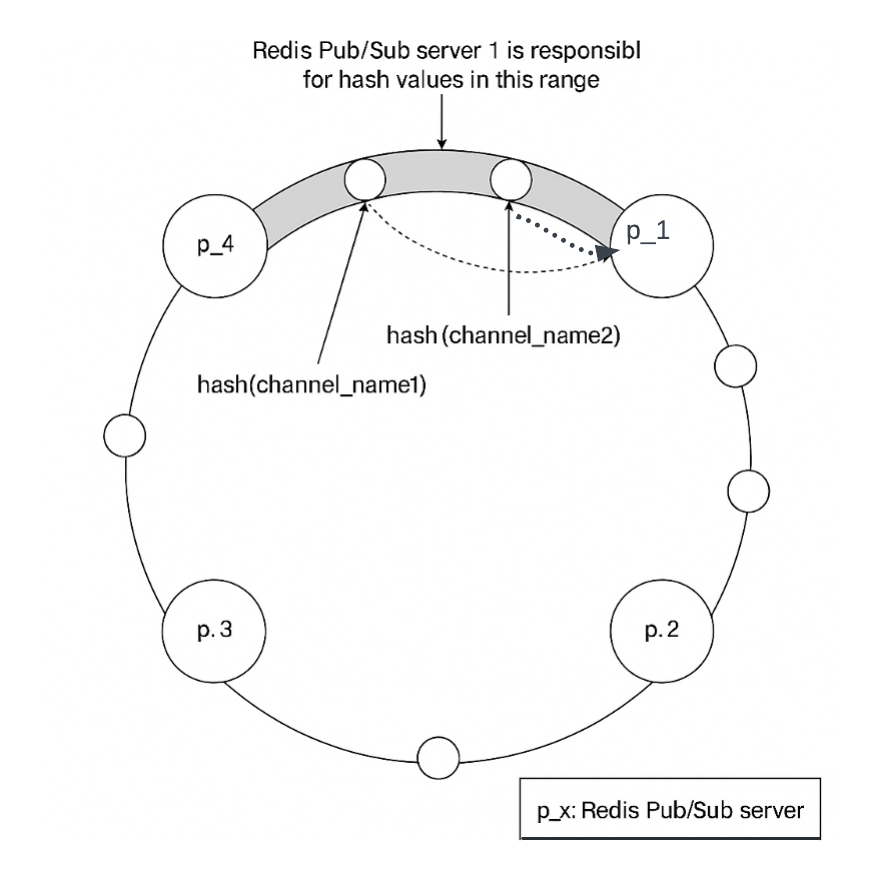 Redis Pub/Sub server 1 is responsibl
for hash values in this range
p_4
p_1
hash(channel_name2)
hash(channel_name1)
p.3
p.2
p_x: Redis Pub/Sub server